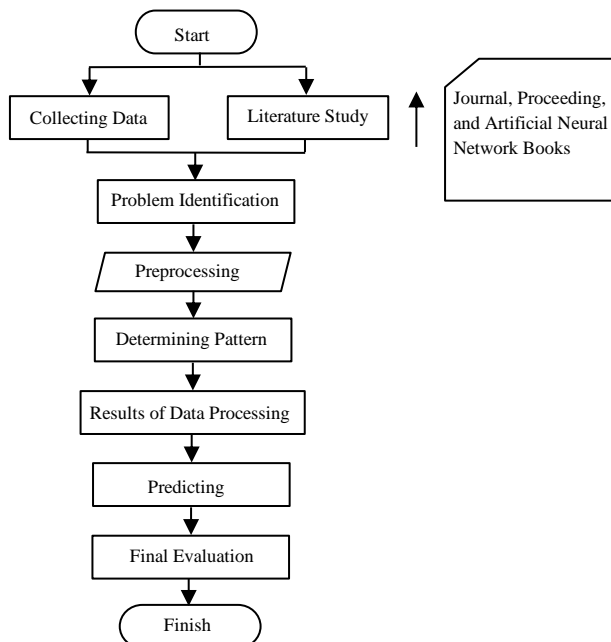 Start
Collecting Data
Literature Study
Journal, Proceeding,
and Artificial Neural
Network Books
Problem Identification
Preprocessing
Determining Pattern
Results of Data Processing
Predicting
Final Evaluation
Finish